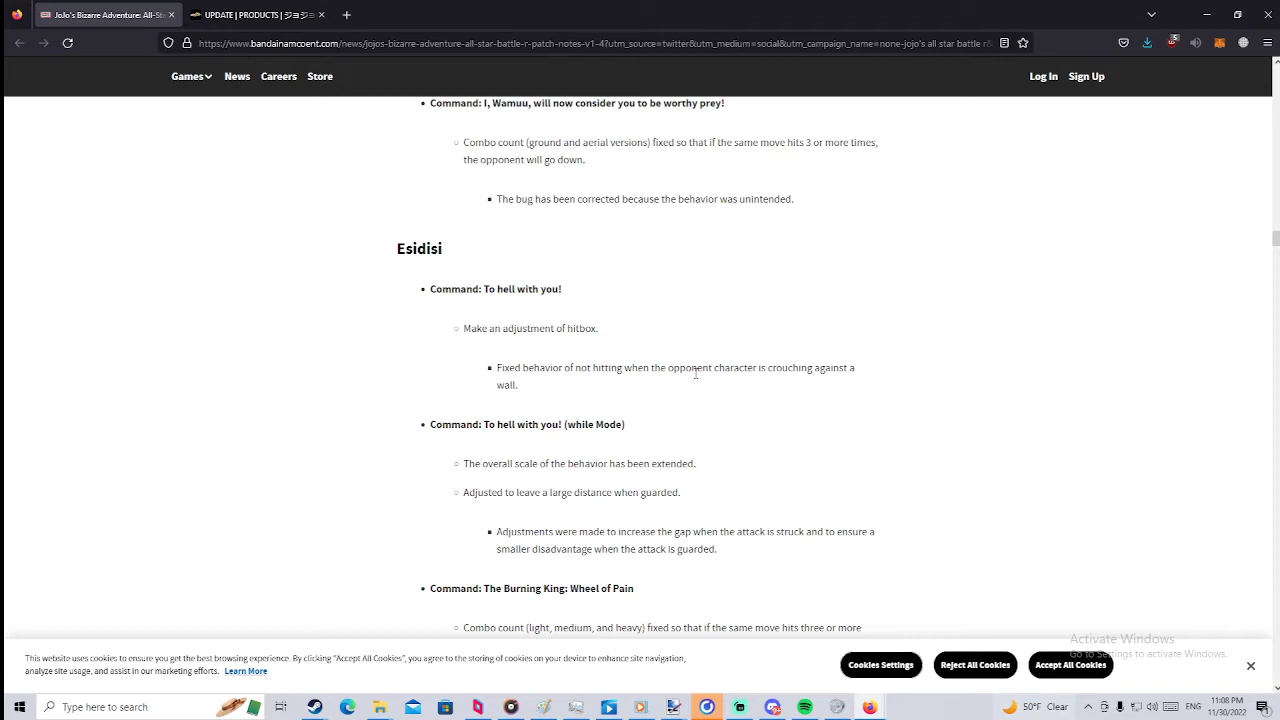 JoJo's Bizarre Adventure: All-Sta
UPDATE | PRODUCTS | ジョジョ
https://www.bandainamcoent.com/news/jojos-bizarre-adventure-all-star-battle-r-patch-notes-v1-4?utm_source=twitter&utm_medium=social&utm_campaign_name=none-jojo's all star battle r&
Games News Careers Store Log In Sign Up
Command: I, Wamuu, will now consider you to be worthy prey!
Combo count (ground and aerial versions) fixed so that if the same move hits 3 or more times,
the opponent will go down.
The bug has been corrected because the behavior was unintended.
Esidisi
Command: To hell with you!
Make an adjustment of hitbox.
Fixed behavior of not hitting when the opponent character is crouching against a
wall.
Command: To hell with you! (while Mode)
The overall scale of the behavior has been extended.
Adjusted to leave a large distance when guarded.
Adjustments were made to increase the gap when the attack is struck and to ensure a
smaller disadvantage when the attack is guarded.
Command: The Burning King: Wheel of Pain
Combo count (light, medium, and heavy) fixed so that if the same move hits three or more
Activate Windows
Go to Settings to activate Windows.
This website uses cookies to ensure you get the best browsing experience. By clicking "Accept All Cookies", you agree to the storing of cookies on your device to enhance site navigation,
analyze site usage, and assist in our marketing efforts. Learn More
Cookies Settings Reject All Cookies Accept All Cookies
Type here to search
50°F Clear
ENG
11:08 PM
11/30/2022